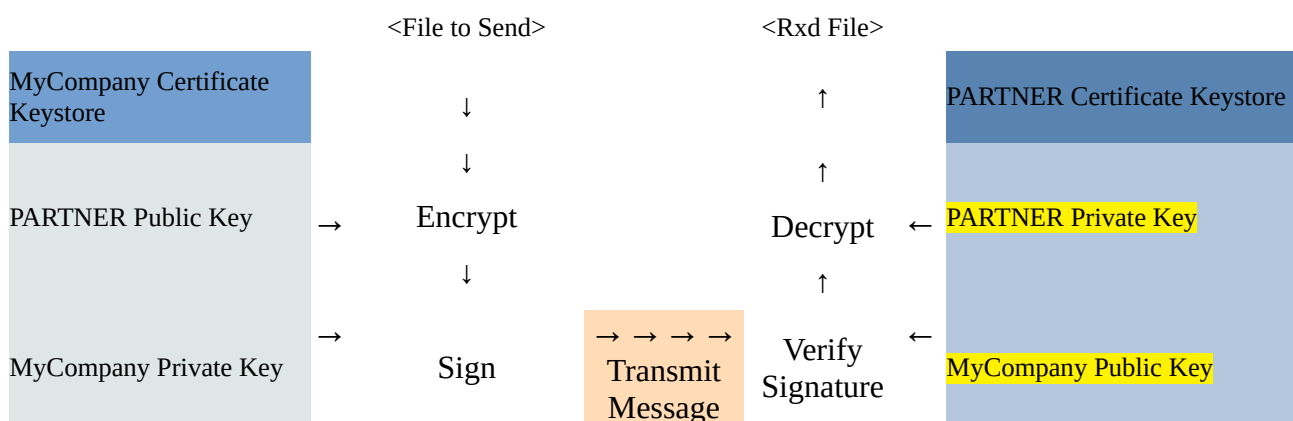 <File to Send>
<Rxd File>
MyCompany Certificate
Keystore
↓
↑
PARTNER Certificate Keystore
↓
↑
PARTNER Public Key
→
Encrypt
Decrypt
←
PARTNER Private Key
↓
↑
MyCompany Private Key
→
Sign
→ → → →
Transmit
Message
Verify
Signature
←
MyCompany Public Key